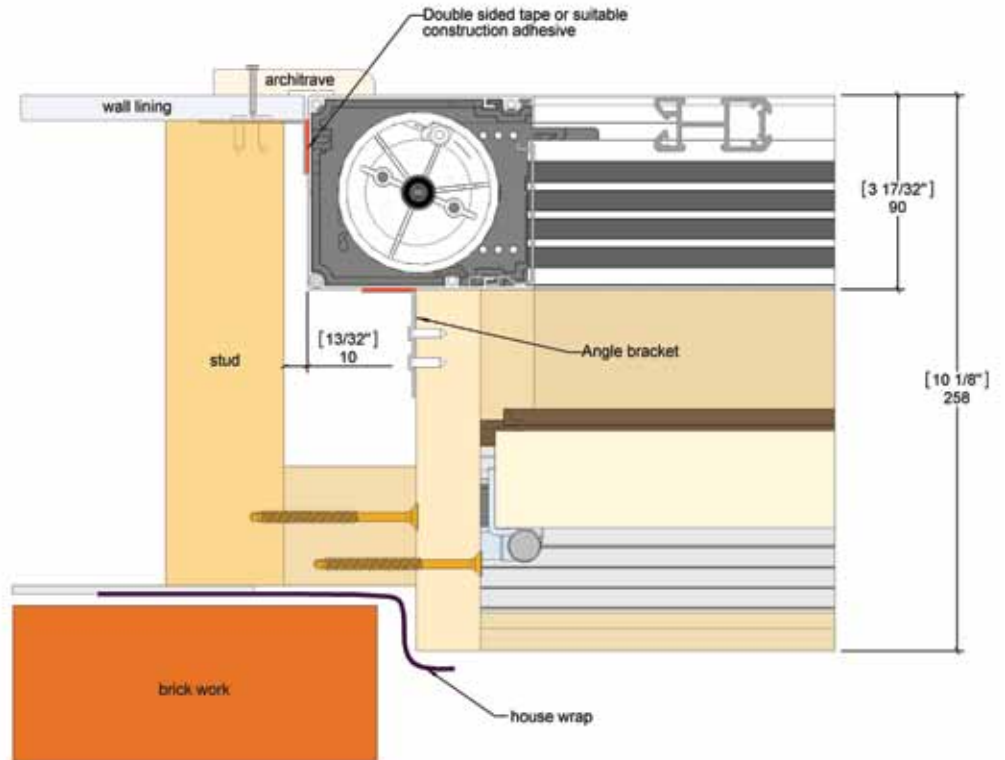 Double sided tape or suitable
construction adhesive
architrave
wall lining
[3 17/32"]
90
[13/32"]
10
stud
Angle bracket
[10 1/8"]
258
brick work
house wrap